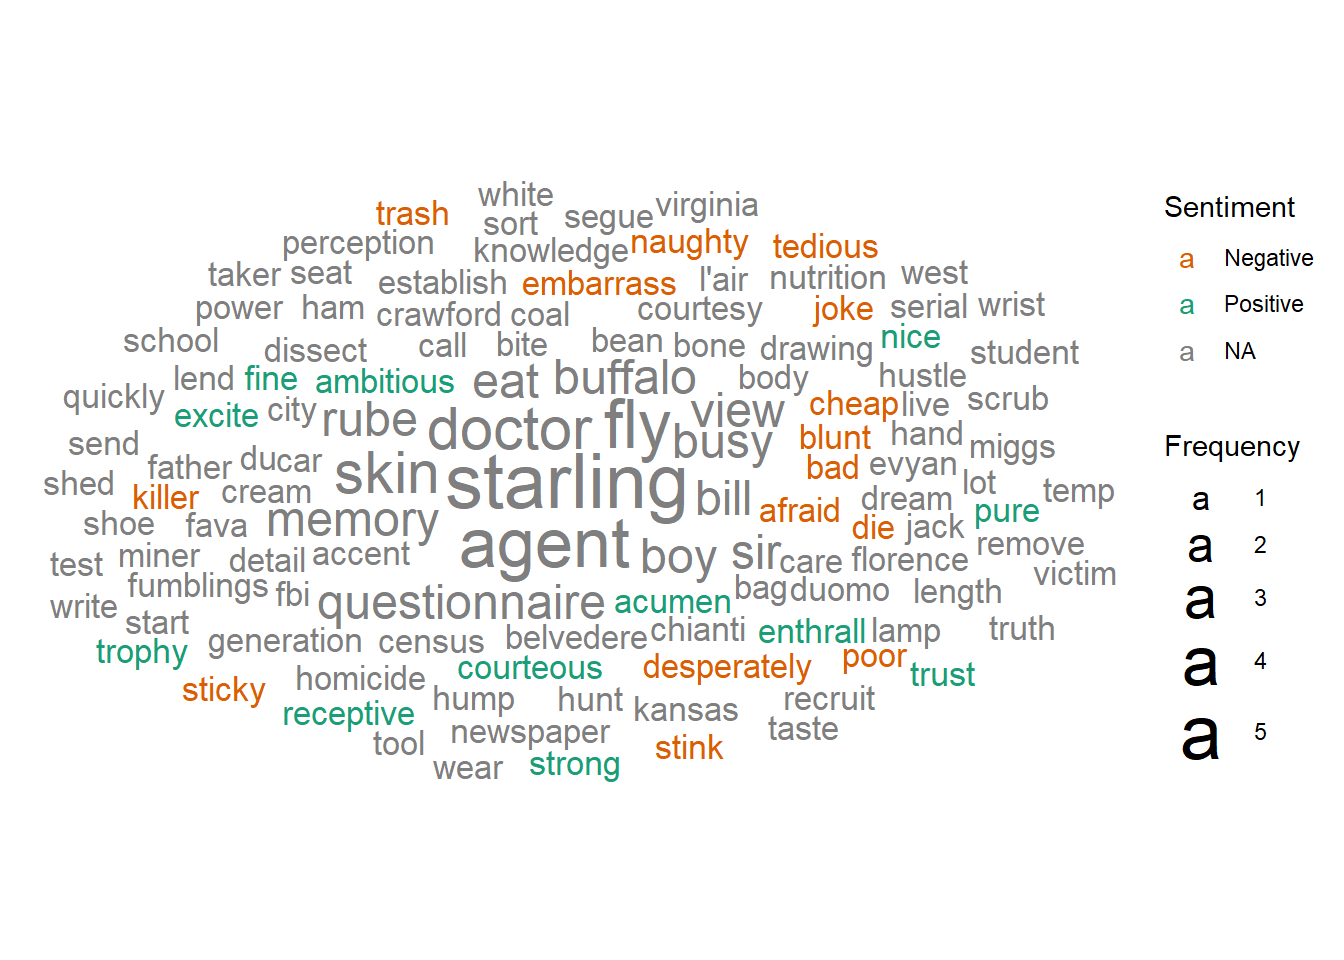 white
trash
sort
segue
virginia
perception
knowledge
naughty
tedious
taker
seat
establish
embarrass
l'air
nutrition
west
power
ham
crawford
coal
courtesy
joke
serial
wrist
school
dissect
call
bite
bean
bone
drawing
nice
student
quickly
lend
fine
ambitious
eat
buffalo
body
hustle
excite
city
rube
doctor
fly
view
cheap
live
scrub
send
father
ducar
skin
starling
busy
blunt
hand
miggs
shed
killer
cream
bill
bad
evyan
lot
temp
shoe
fava
memory
agent
afraid
dream
die
jack
pure
test
miner
detail
accent
boy
sir
care
florence
remove
victim
write
fumblings
fbi
questionnaire
acumen
bag
duomo
length
start
generation
census
belvedere
chianti
enthrall
lamp
truth
trophy
sticky
homicide
courteous
desperately
poor
trust
receptive
hump
hunt
kansas
recruit
tool
newspaper
stink
taste
wear
strong
Sentiment
a Negative
a Positive
a NA
Frequency
a 1
a 2
a 3
a 4
a 5